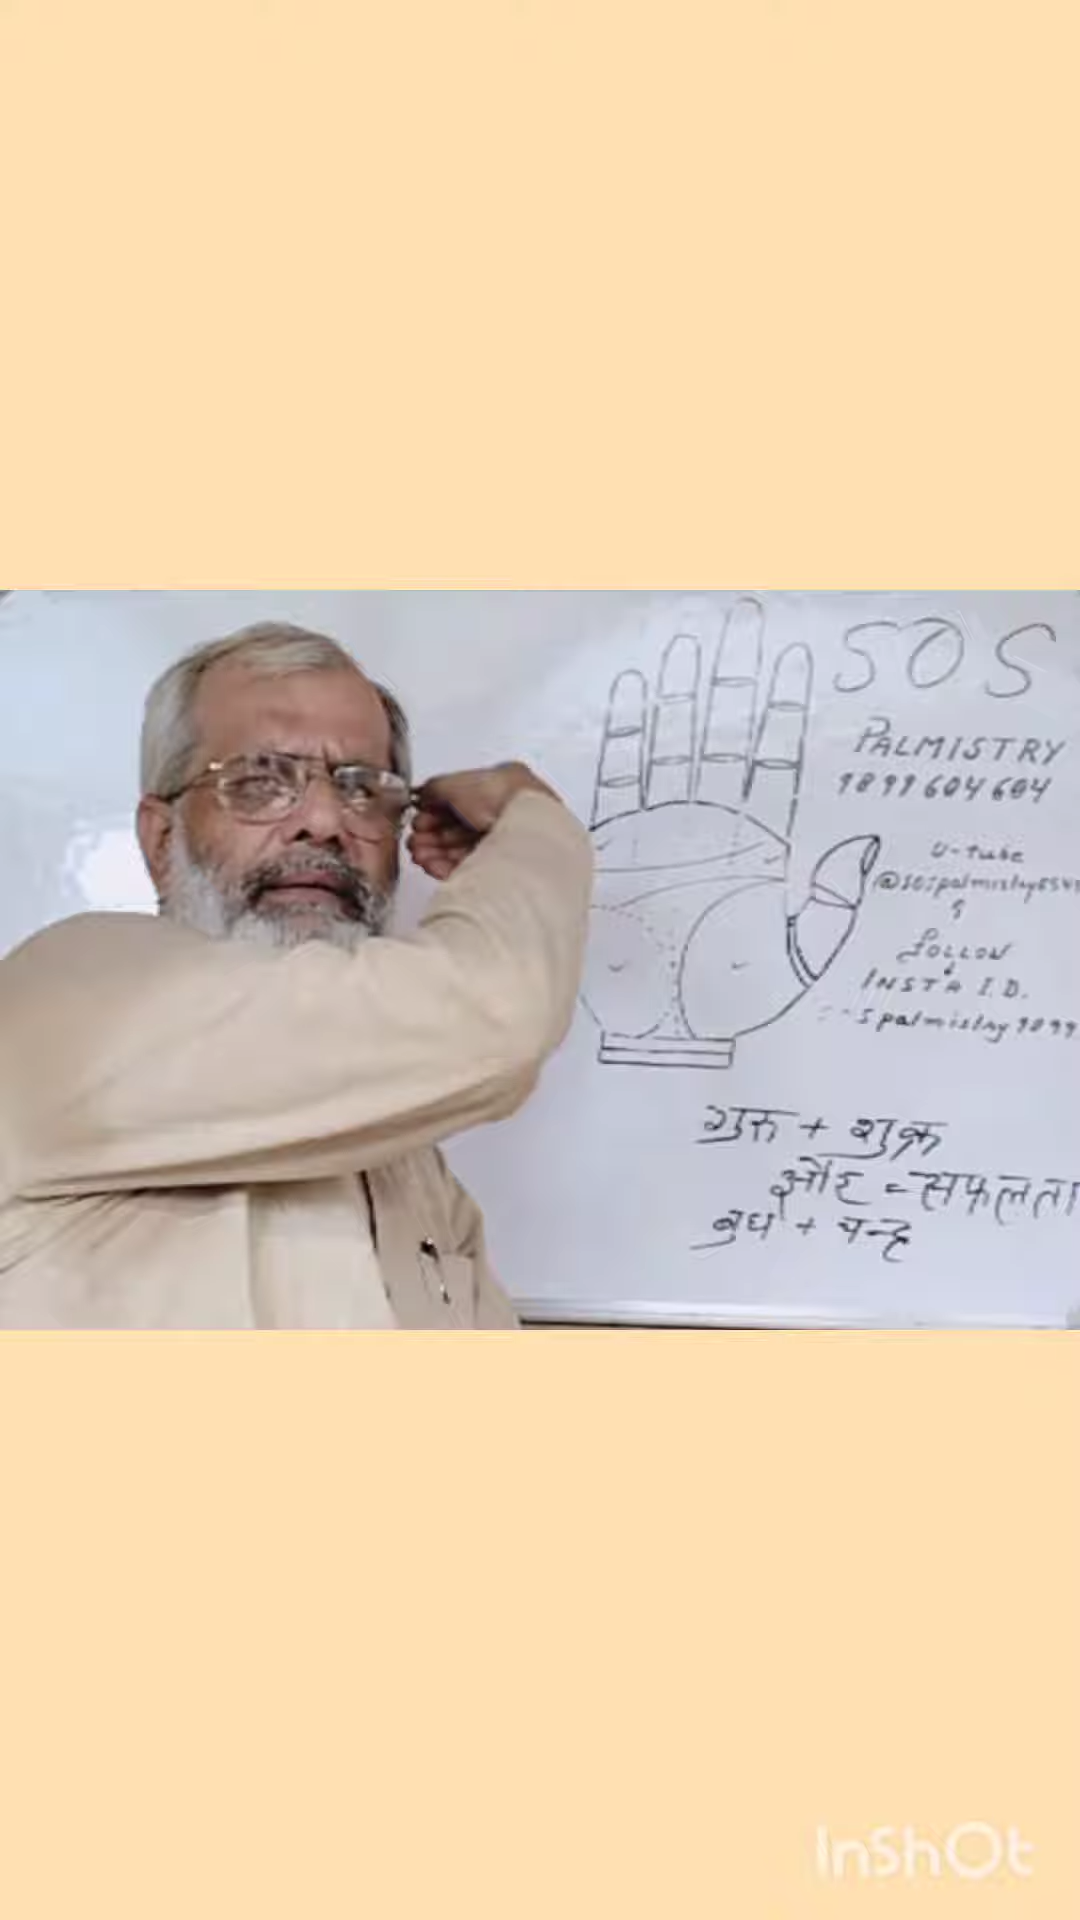 SOS
PALMISTRY
9899604604
U-Tube
FOLLOW
INSTA I.D.
गुरु + शुक्र
और = सफलता
बुध + चन्द्र
InShOt